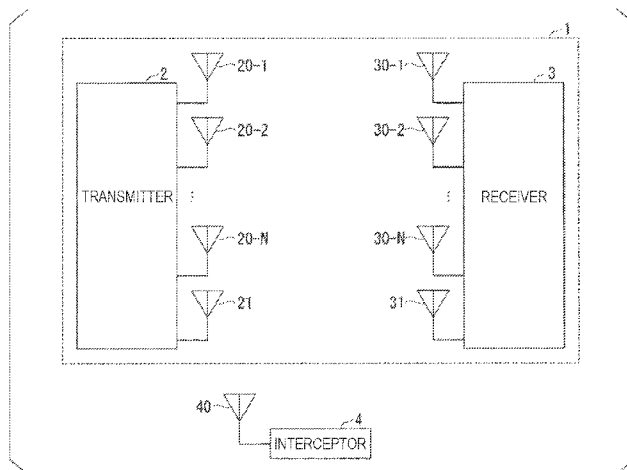 1
2
20-1
30-1
3
20-2
30-2
TRANSMITTER
⋮
⋮
RECEIVER
20-N
30-N
21
31
40
4
INTERCEPTOR